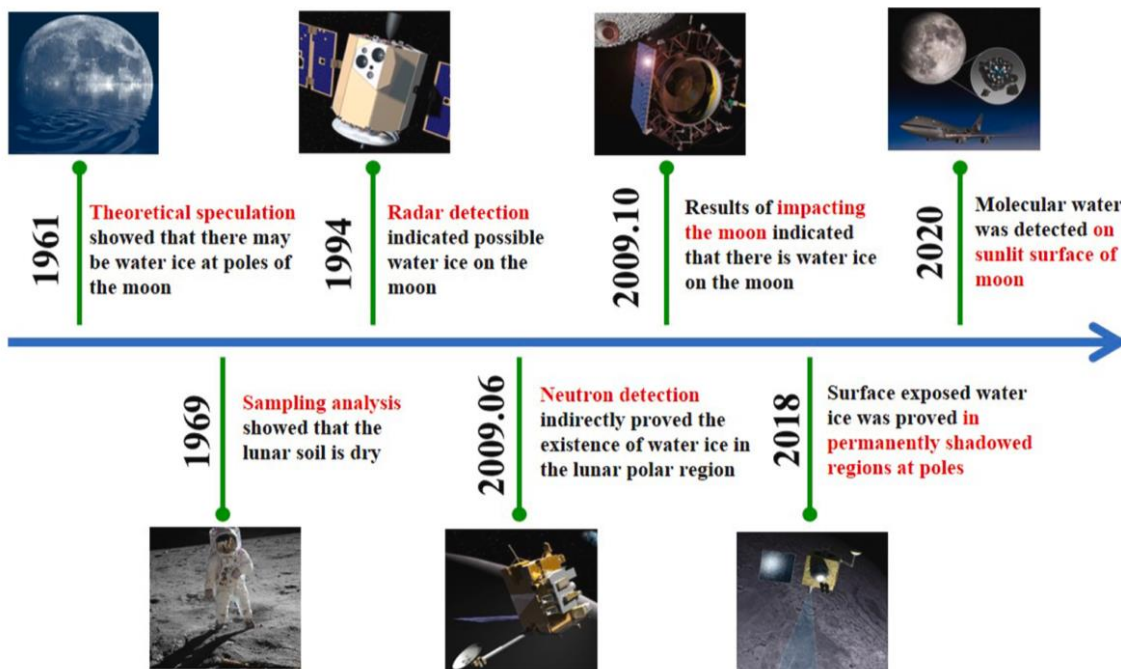 1961
Theoretical speculation
showed that there may
be water ice at poles of
the moon
1994
Radar detection
indicated possible
water ice on the
moon
2009.10
Results of impacting
the moon indicated
that there is water ice
on the moon
2020
Molecular water
was detected on
sunlit surface of
moon
1969
Sampling analysis
showed that the
lunar soil is dry
2009.06
Neutron detection
indirectly proved the
existence of water ice in
the lunar polar region
2018
Surface exposed water
ice was proved in
permanently shadowed
regions at poles